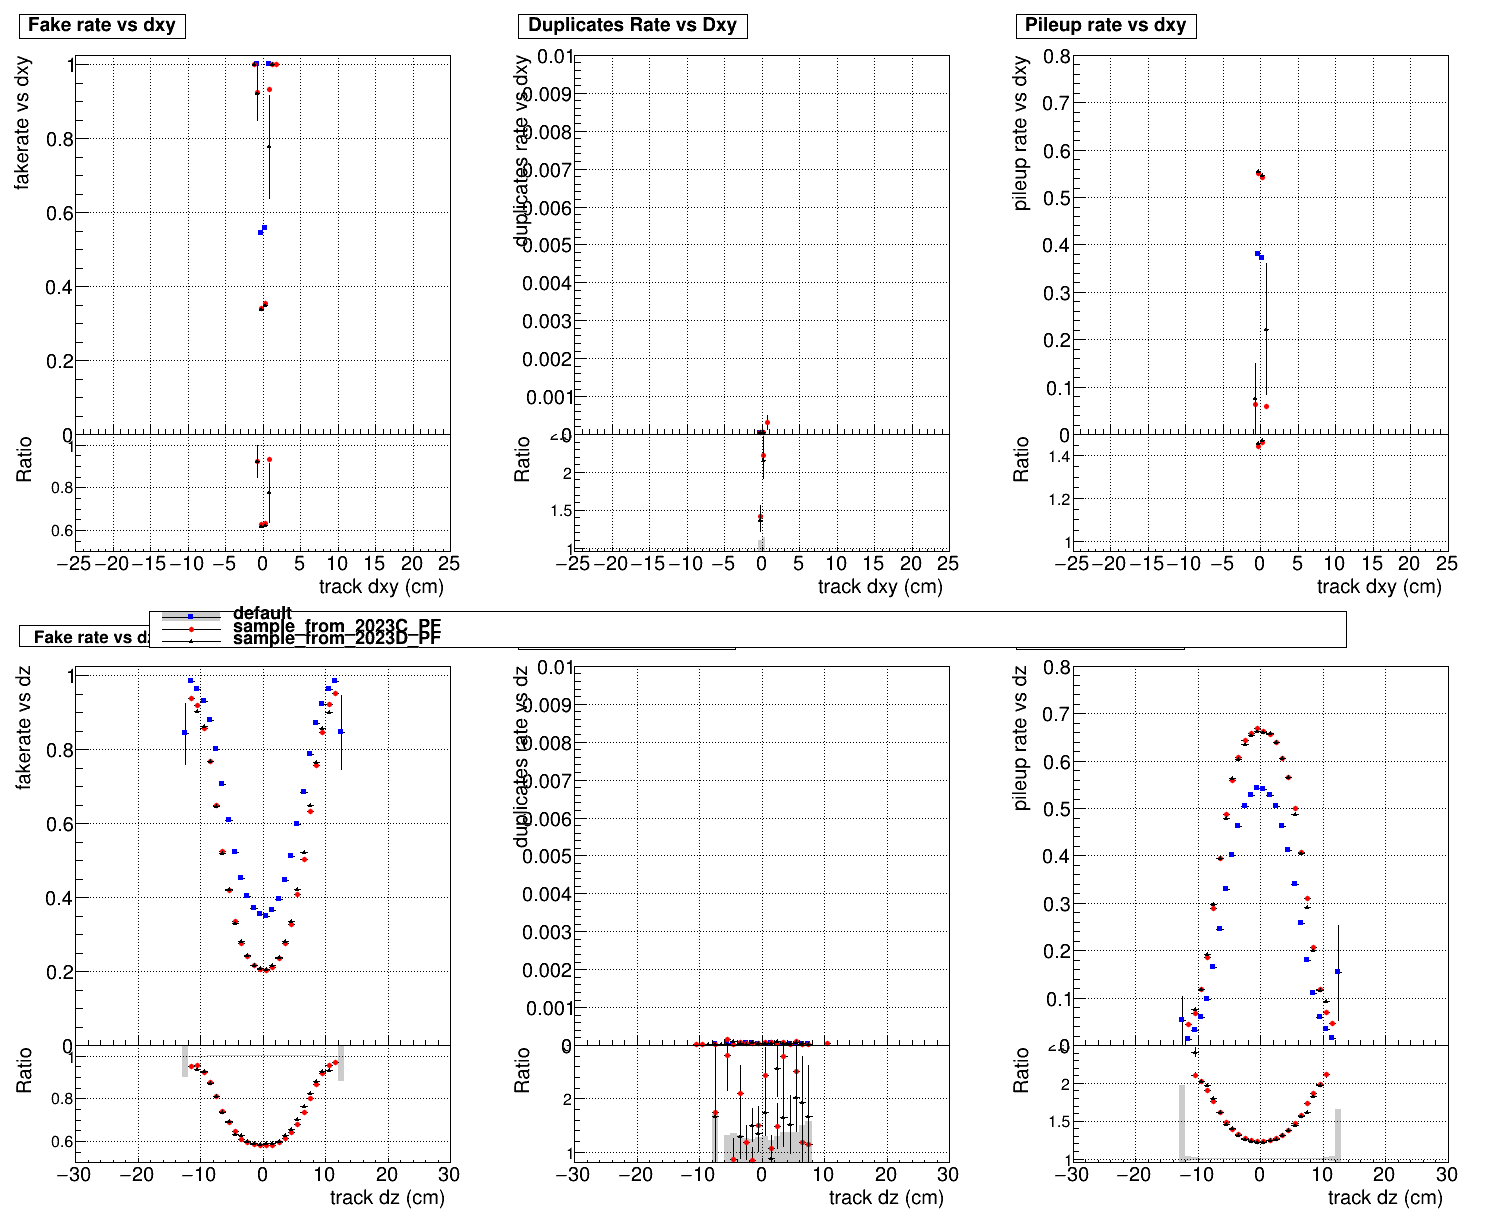 Fake rate vs dxy
Duplicates Rate vs Dxy
Pileup rate vs dxy
fakerate vs dxy
1
0.8
0.6
0.4
0.2
0
Ratio
1
0.8
0.6
−25 −20 −15 −10 −5 0 5 10 15 20 25
track dxy (cm)
duplicates rate vs dxy
0.01
0.009
0.008
0.007
0.006
0.005
0.004
0.003
0.002
0.001
0
Ratio
2
1.5
1
−25 −20 −15 −10 −5 0 5 10 15 20 25
track dxy (cm)
pileup rate vs dxy
0.8
0.7
0.6
0.5
0.4
0.3
0.2
0.1
0
Ratio
1.4
1.2
1
−25 −20 −15 −10 −5 0 5 10 15 20 25
track dxy (cm)
default
sample_from_2023C_PF
sample_from_2023D_PF
Fake rate vs dz
fakerate vs dz
1
0.8
0.6
0.4
0.2
0
Ratio
1
0.8
0.6
−30 −20 −10 0 10 20 30
track dz (cm)
duplicates rate vs dz
0.01
0.009
0.008
0.007
0.006
0.005
0.004
0.003
0.002
0.001
0
Ratio
2
1
−30 −20 −10 0 10 20 30
track dz (cm)
pileup rate vs dz
0.8
0.7
0.6
0.5
0.4
0.3
0.2
0.1
0
Ratio
2
1.5
1
−30 −20 −10 0 10 20 30
track dz (cm)